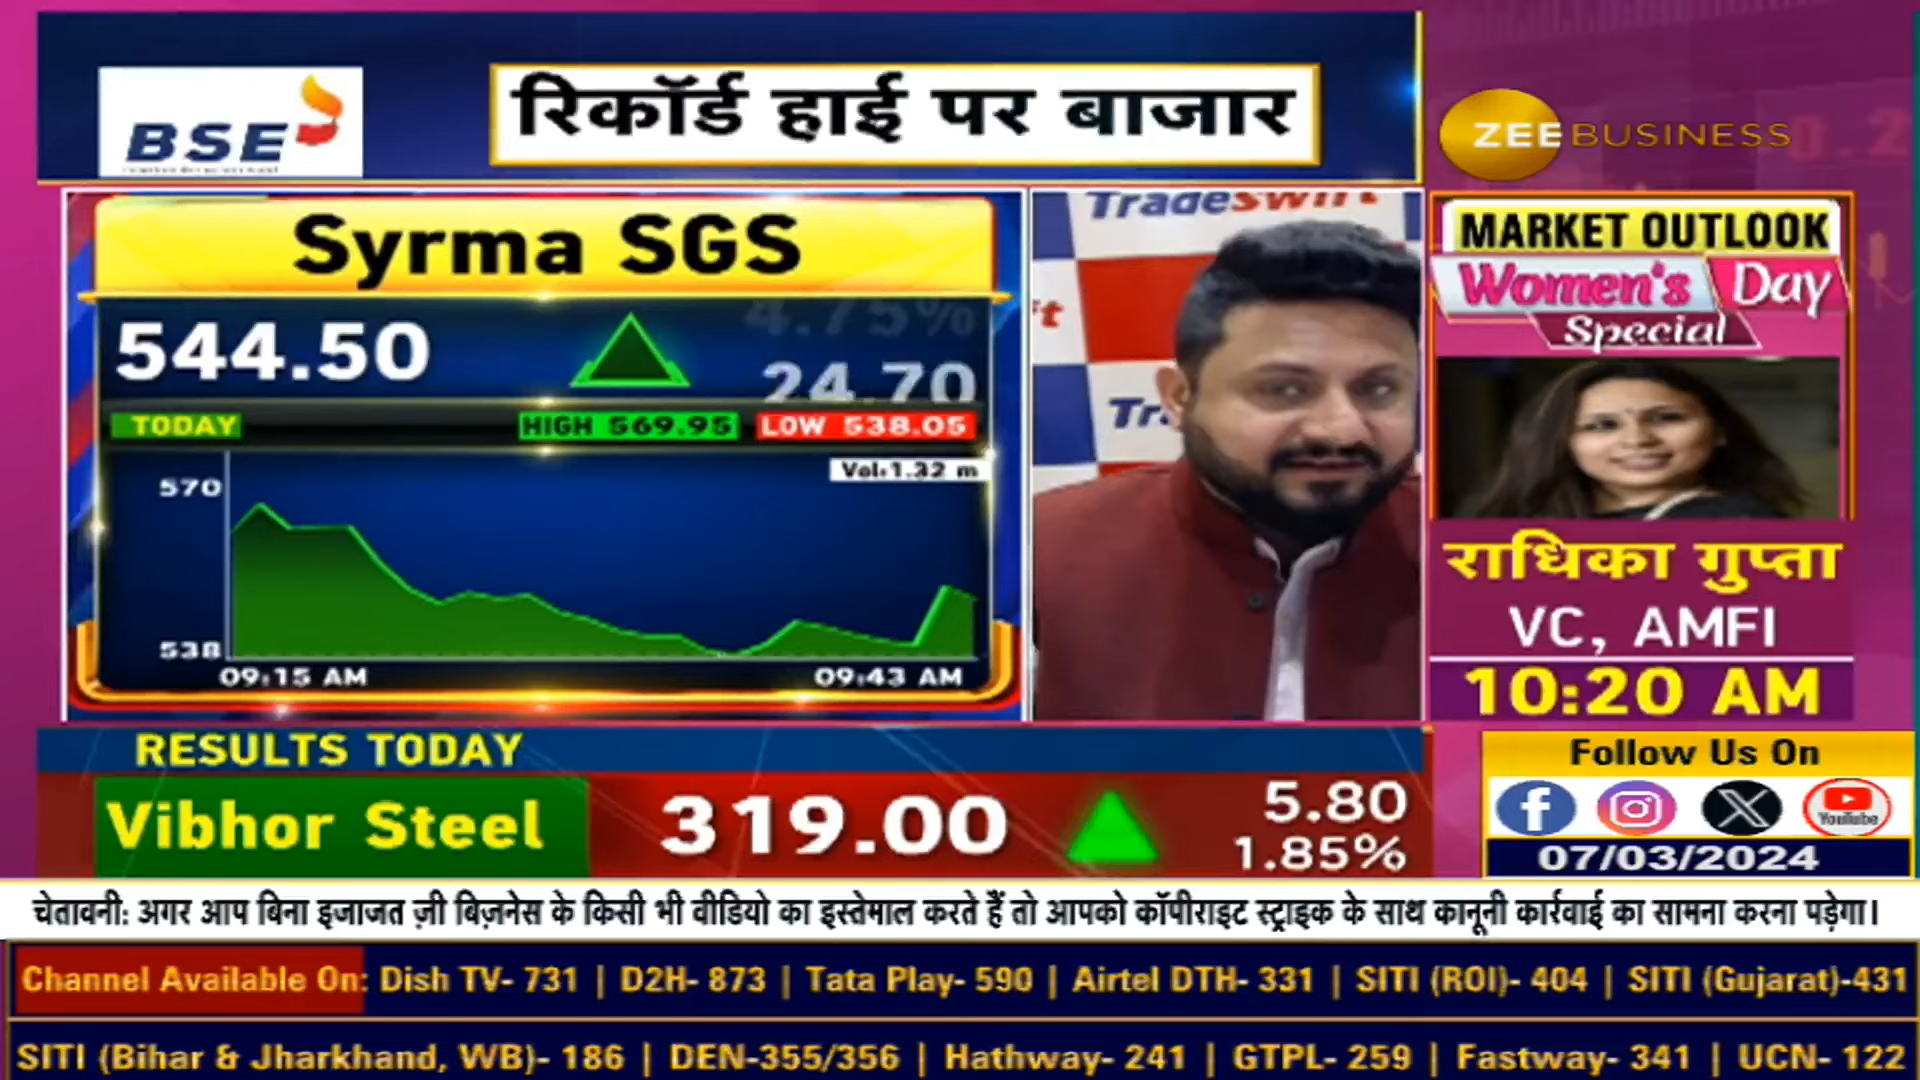 BSE
रिकॉर्ड हाई पर बाजार
ZEE BUSINESS
Syrma SGS
544.50
4.75%
24.70
TODAY
HIGH 569.95
LOW 538.05
Vol:1.32 m
570
538
09:15 AM
09:43 AM
TradeSwift
MARKET OUTLOOK
Women's Day
Special
राधिका गुप्ता
VC, AMFI
10:20 AM
RESULTS TODAY
Vibhor Steel
319.00
5.80
1.85%
Follow Us On
YouTube
07/03/2024
चेतावनी: अगर आप बिना इजाजत ज़ी बिज़नेस के किसी भी वीडियो का इस्तेमाल करते हैं तो आपको कॉपीराइट स्ट्राइक के साथ कानूनी कार्रवाई का सामना करना पड़ेगा।
Channel Available On: Dish TV- 731 | D2H- 873 | Tata Play- 590 | Airtel DTH- 331 | SITI (ROI)- 404 | SITI (Gujarat)-431
SITI (Bihar & Jharkhand, WB)- 186 | DEN-355/356 | Hathway- 241 | GTPL- 259 | Fastway- 341 | UCN- 122